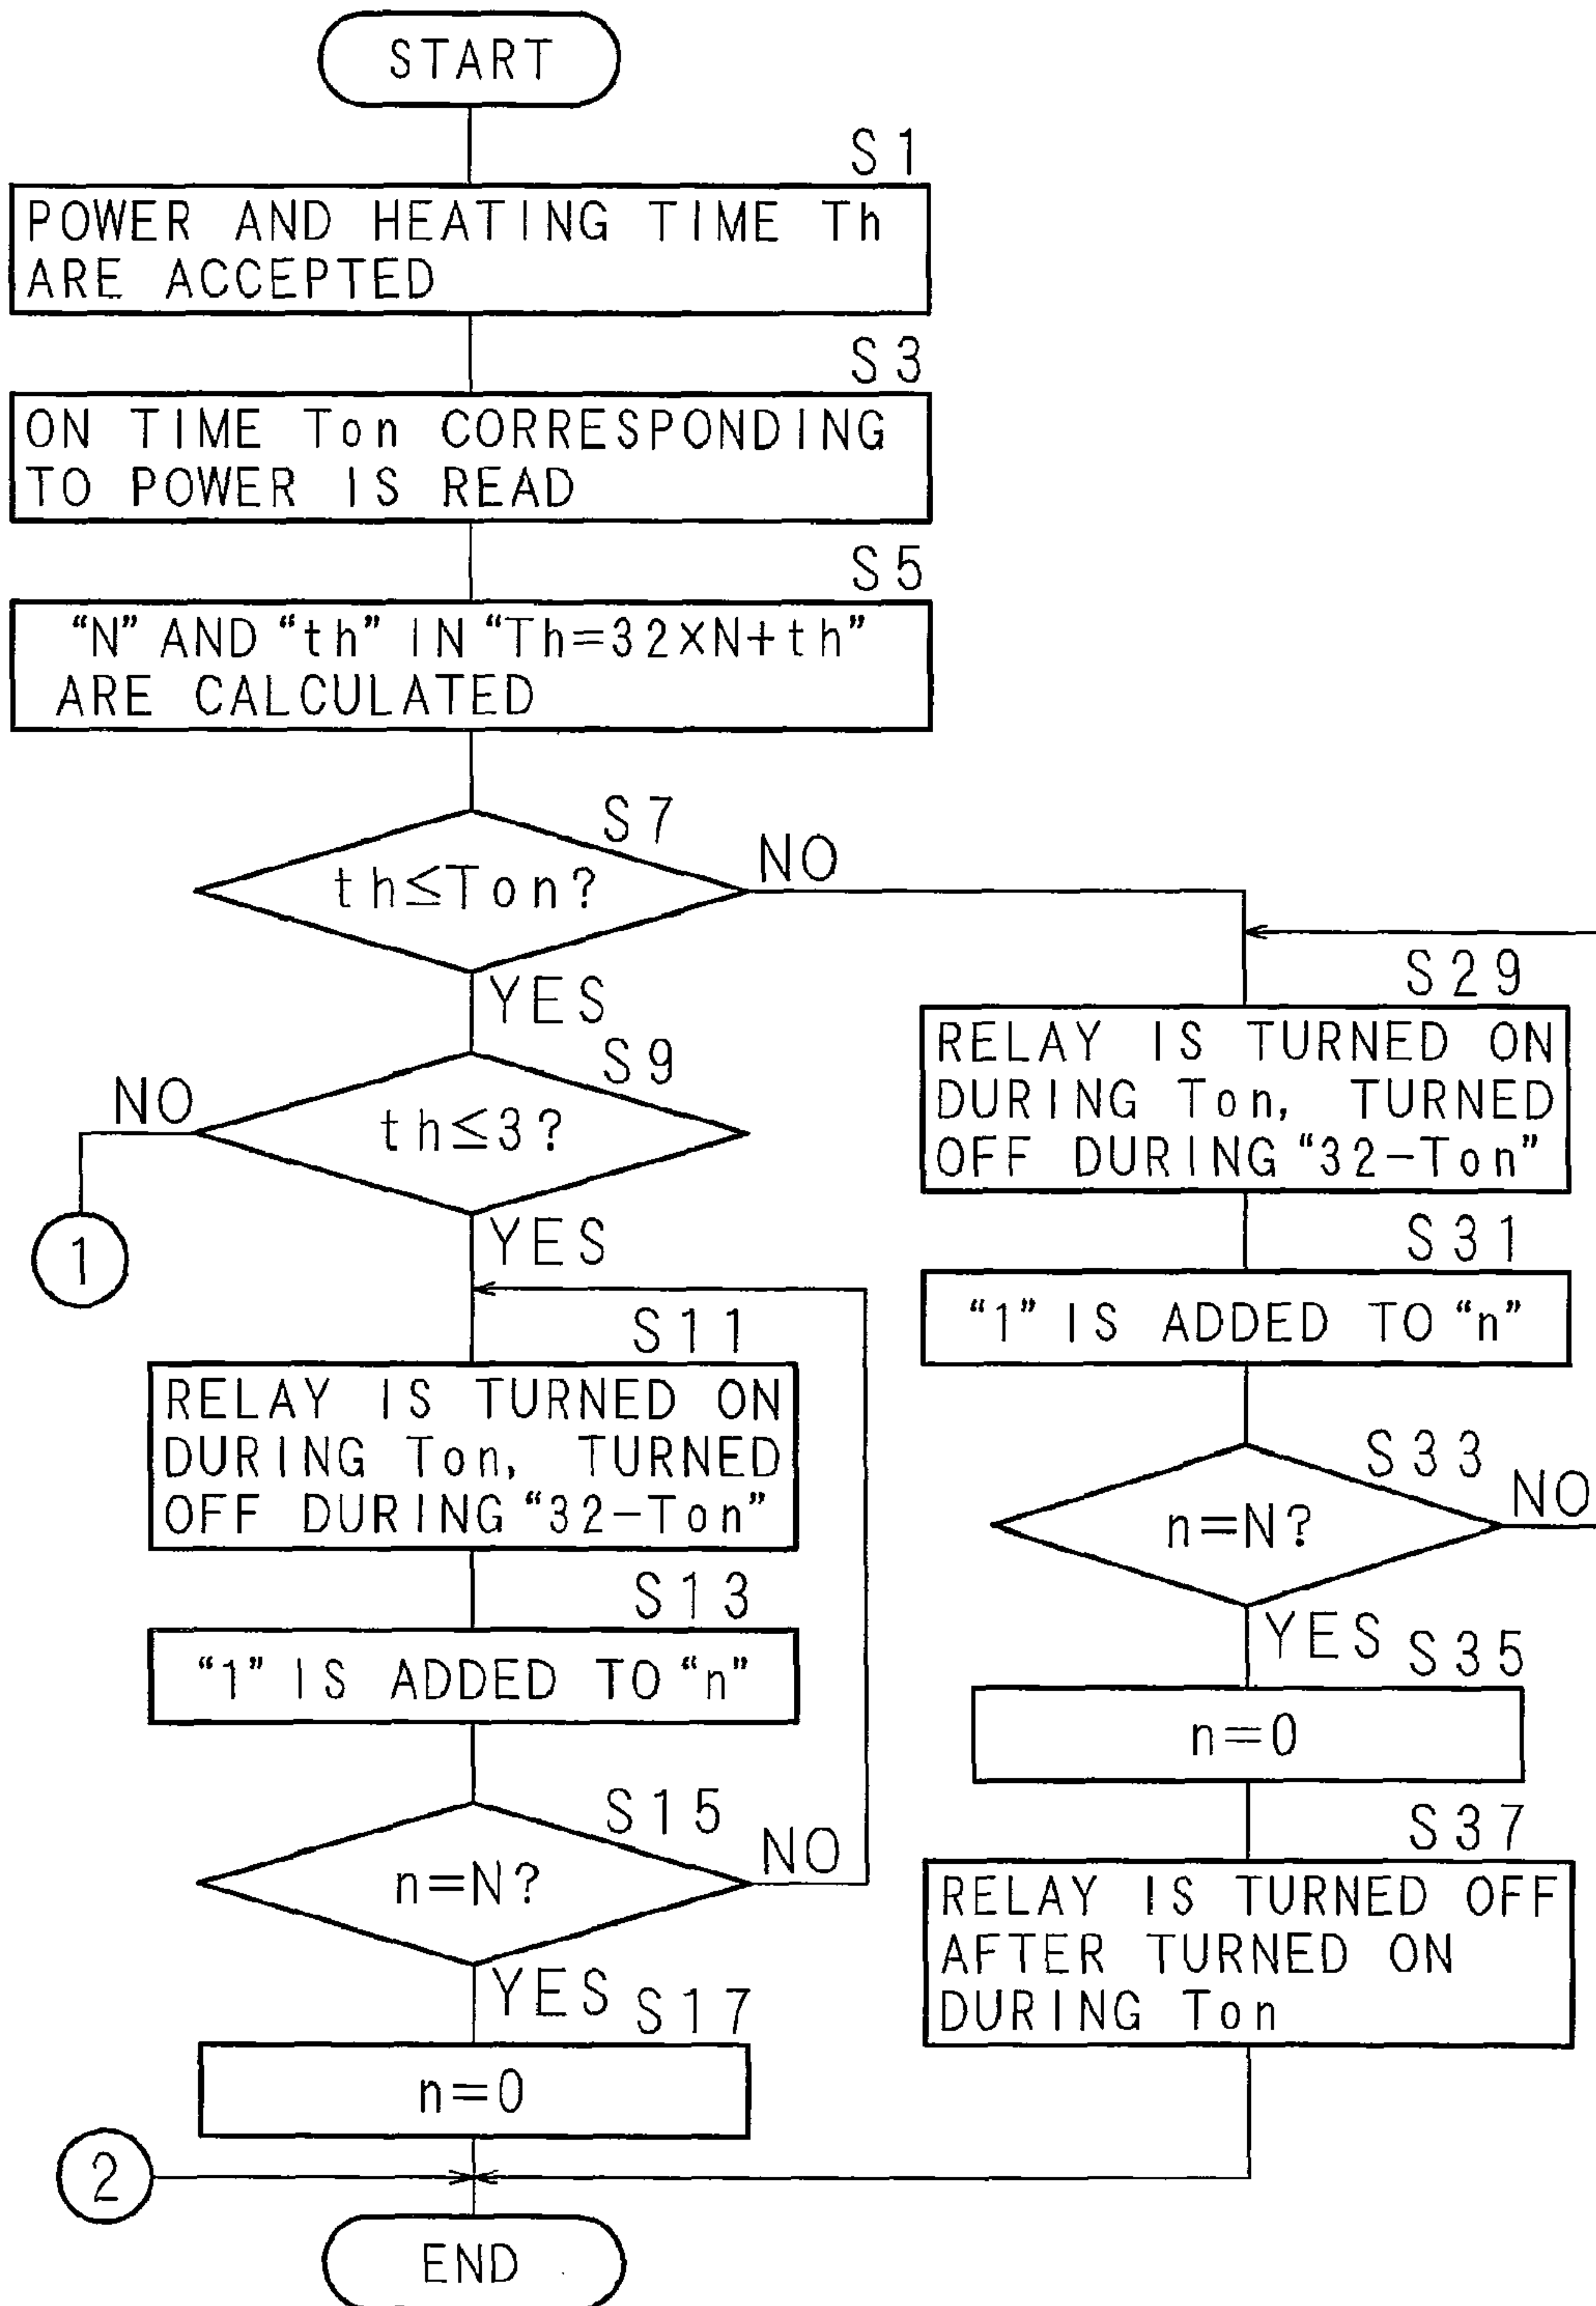 START
S1
POWER AND HEATING TIME Th
ARE ACCEPTED
S3
ON TIME Ton CORRESPONDING
TO POWER IS READ
S5
“N” AND “th” IN “Th=32×N+th”
ARE CALCULATED
S7
th≤Ton?
NO
YES
S9
th≤3?
NO
1
YES
S11
RELAY IS TURNED ON
DURING Ton, TURNED
OFF DURING “32-Ton”
S13
“1” IS ADDED TO “n”
S15
n=N?
NO
YES
S17
n=0
2
END
S29
RELAY IS TURNED ON
DURING Ton, TURNED
OFF DURING “32-Ton”
S31
“1” IS ADDED TO “n”
S33
n=N?
NO
YES
S35
n=0
S37
RELAY IS TURNED OFF
AFTER TURNED ON
DURING Ton